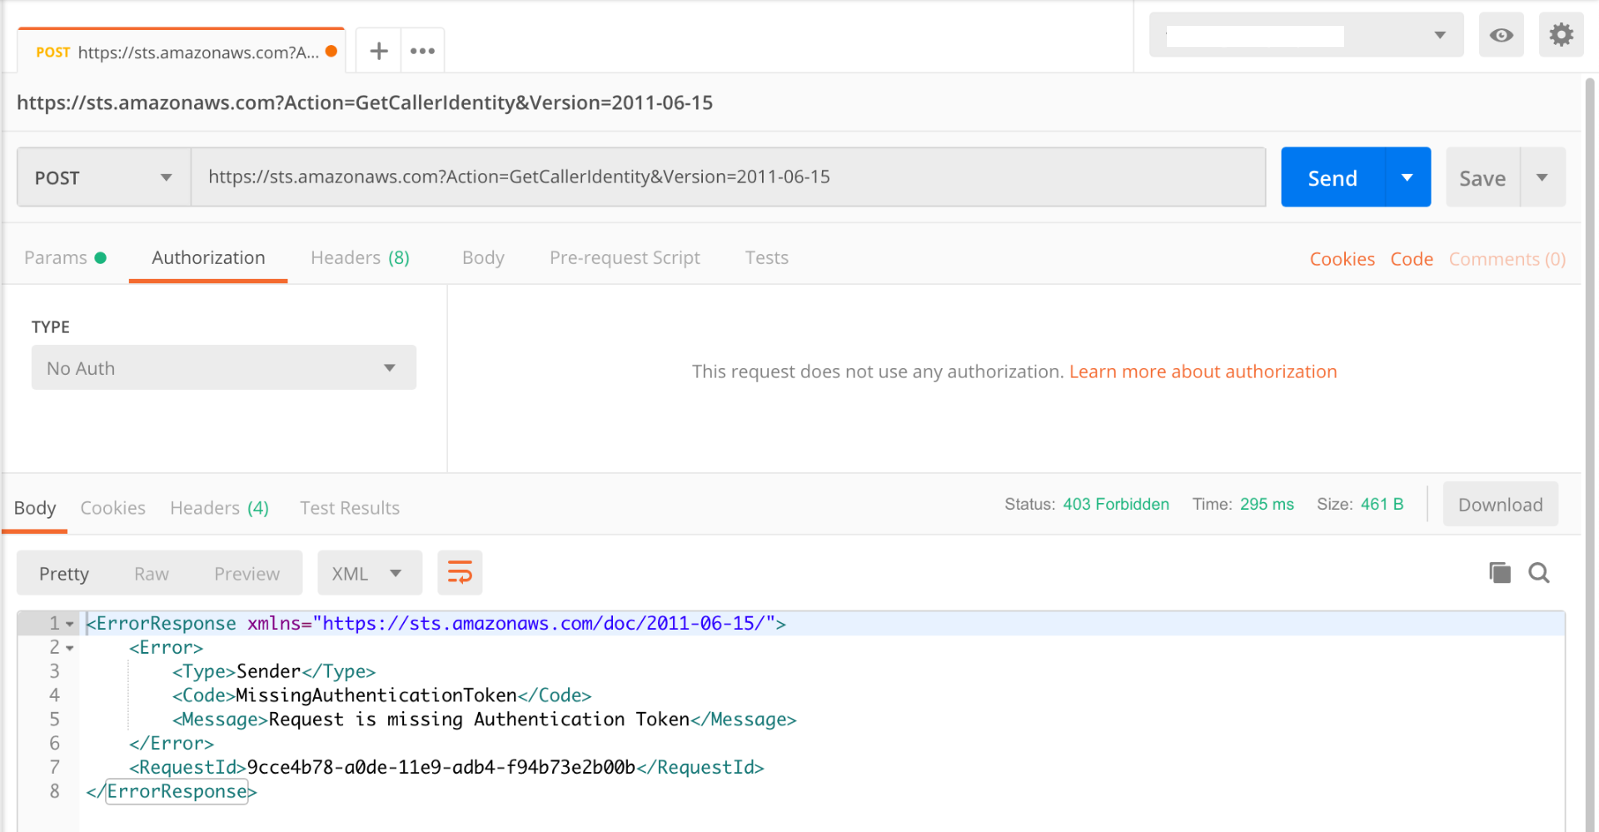 POST https://sts.amazonaws.com?A...
https://sts.amazonaws.com?Action=GetCallerIdentity&Version=2011-06-15
POST https://sts.amazonaws.com?Action=GetCallerIdentity&Version=2011-06-15 Send Save
Params Authorization Headers (8) Body Pre-request Script Tests Cookies Code Comments (0)
TYPE
No Auth
This request does not use any authorization. Learn more about authorization
Body Cookies Headers (4) Test Results Status: 403 Forbidden Time: 295 ms Size: 461 B Download
Pretty Raw Preview XML
1 <ErrorResponse xmlns="https://sts.amazonaws.com/doc/2011-06-15/">
2 <Error>
3 <Type>Sender</Type>
4 <Code>MissingAuthenticationToken</Code>
5 <Message>Request is missing Authentication Token</Message>
6 </Error>
7 <RequestId>9cce4b78-a0de-11e9-adb4-f94b73e2b00b</RequestId>
8 </ErrorResponse>